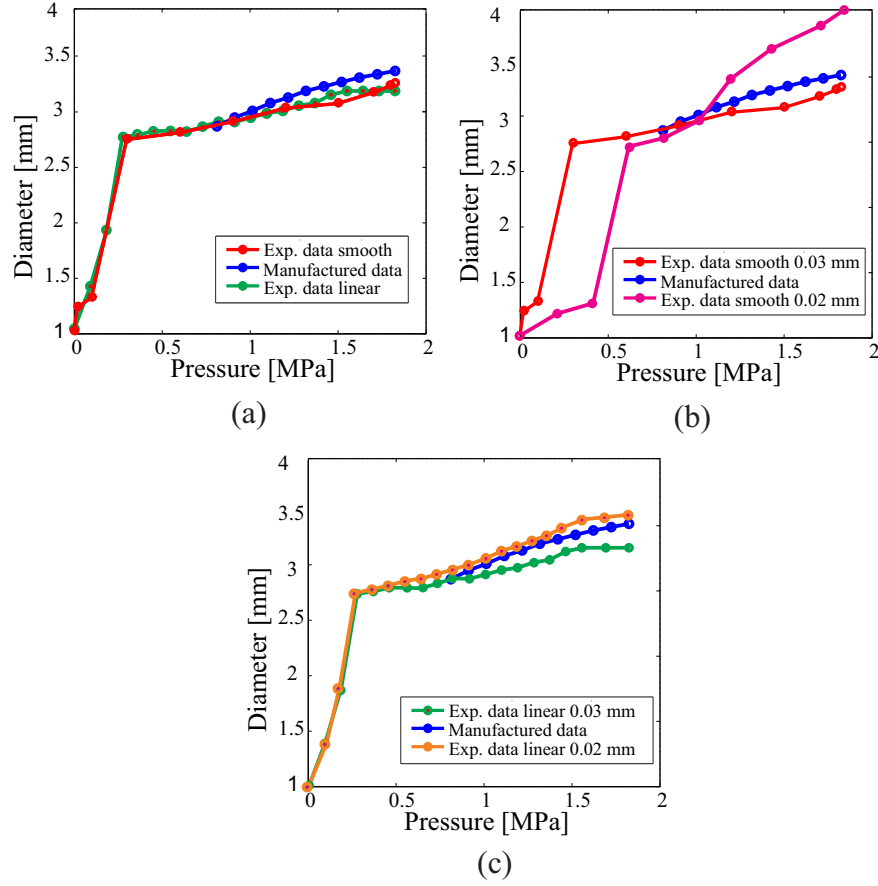 4
3.5
3
2.5
2
1.5
1
0
0.5
1
1.5
2
Diameter [mm]
Pressure [MPa]
Exp. data smooth
Manufactured data
Exp. data linear
(a)
4
3.5
3
2.5
2
1.5
1
0
0.5
1
1.5
2
Diameter [mm]
Pressure [MPa]
Exp. data smooth 0.03 mm
Manufactured data
Exp. data smooth 0.02 mm
(b)
4
3.5
3
2.5
2
1.5
1
0
0.5
1
1.5
2
Diameter [mm]
Pressure [MPa]
Exp. data linear 0.03 mm
Manufactured data
Exp. data linear 0.02 mm
(c)